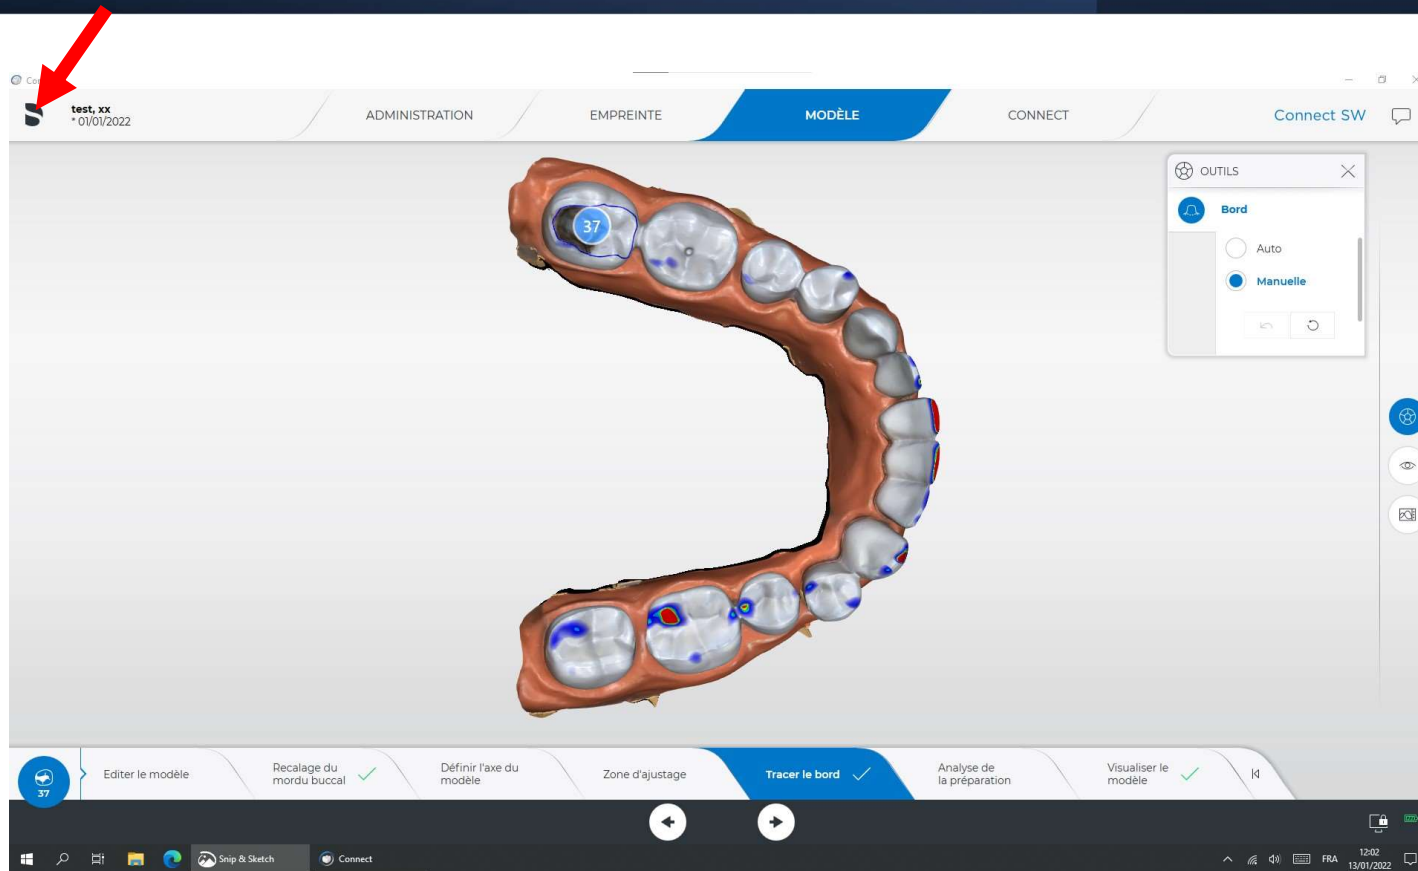 test, xx
* 01/01/2022
ADMINISTRATION
EMPREINTE
MODÈLE
CONNECT
Connect SW
OUTILS
Bord
Auto
Manuelle
37
37
Editer le modèle
Recalage du
mordu buccal
Définir l'axe du
modèle
Zone d'ajustage
Tracer le bord
Analyse de
la préparation
Visualiser le
modèle
Snip & Sketch
Connect
FRA
12:02
13/01/2022